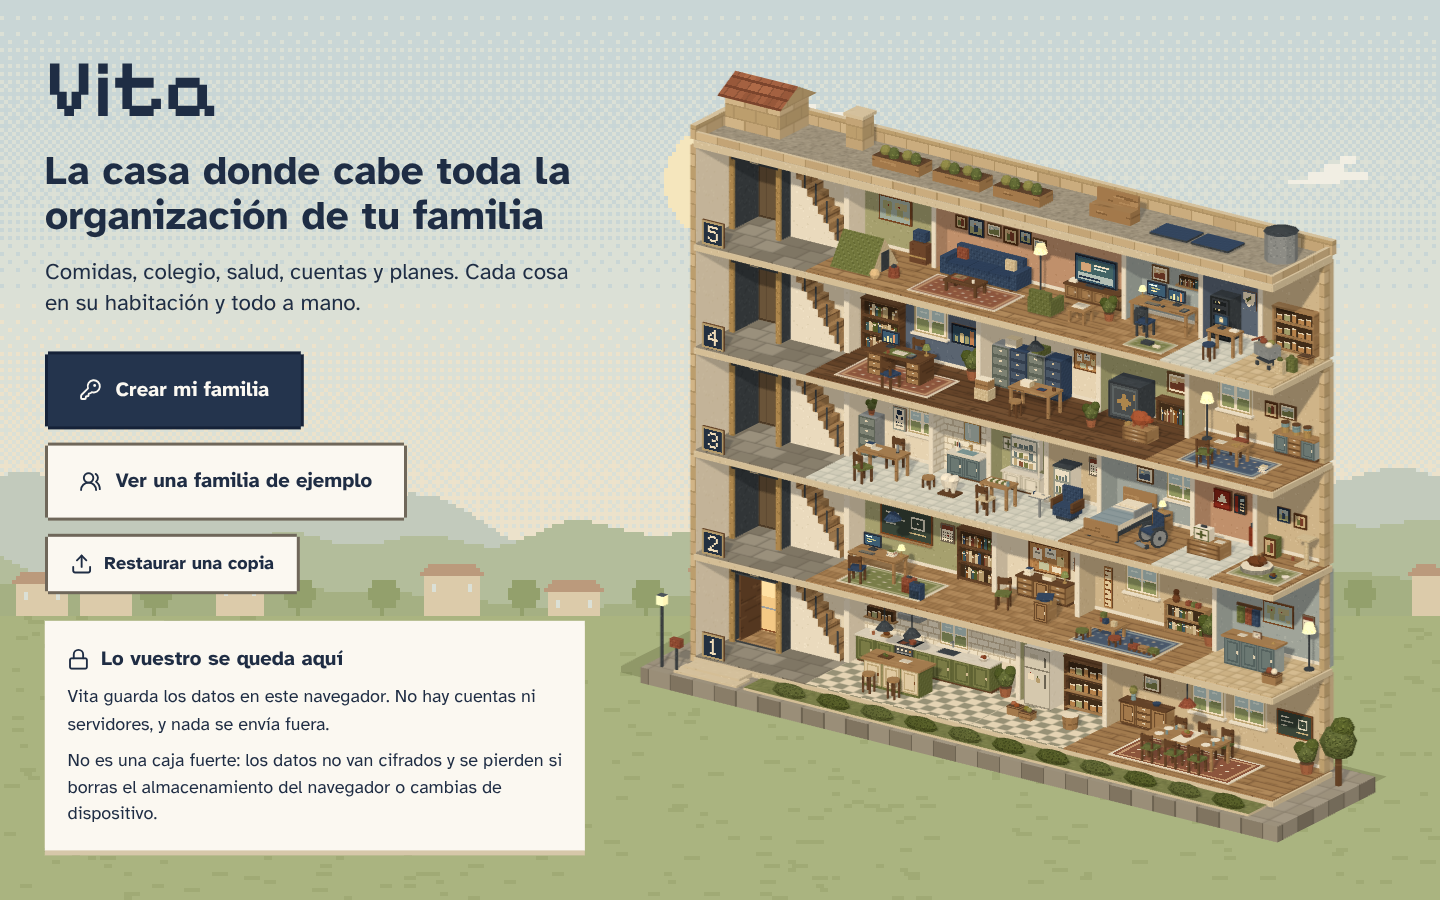 Vita
La casa donde cabe toda la
organización de tu familia
Comidas, colegio, salud, cuentas y planes. Cada cosa
en su habitación y todo a mano.
Crear mi familia
Ver una familia de ejemplo
Restaurar una copia
Lo vuestro se queda aquí
Vita guarda los datos en este navegador. No hay cuentas ni
servidores, y nada se envía fuera.
No es una caja fuerte: los datos no van cifrados y se pierden si
borras el almacenamiento del navegador o cambias de
dispositivo.
5
4
3
2
1